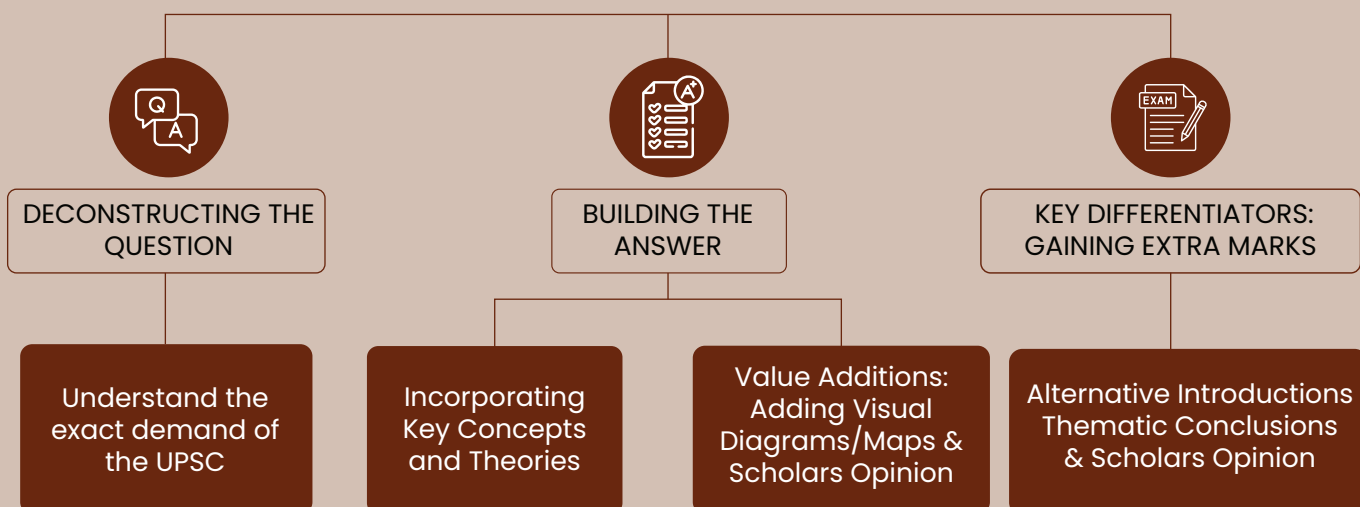 Q
A
A+
EXAM
DECONSTRUCTING THE
QUESTION
BUILDING THE
ANSWER
KEY DIFFERENTIATORS:
GAINING EXTRA MARKS
Understand the
exact demand of
the UPSC
Incorporating
Key Concepts
and Theories
Value Additions:
Adding Visual
Diagrams/Maps &
Scholars Opinion
Alternative Introductions
Thematic Conclusions
& Scholars Opinion